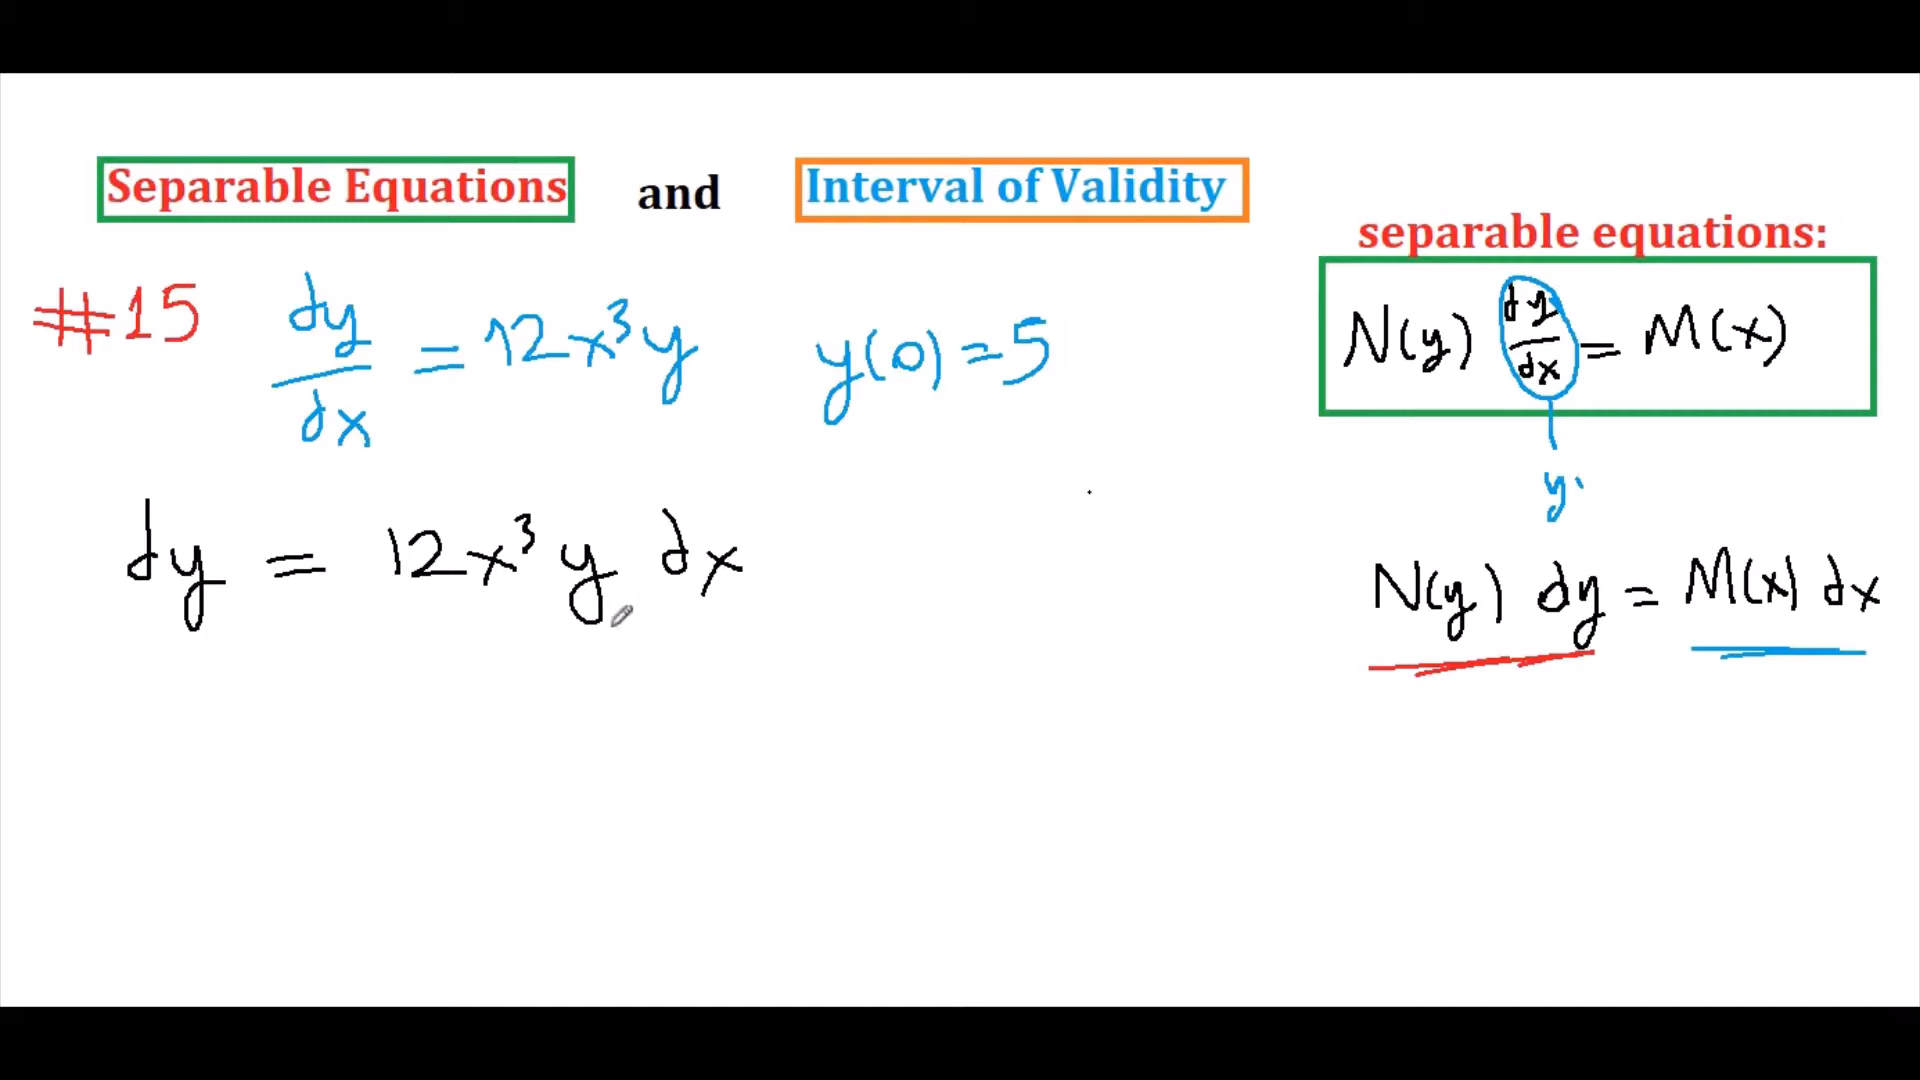 Separable Equations and Interval of Validity
separable equations:
#15 dy/dx = 12x³y y(0) = 5
N(y) dy/dx = M(x)
y'
dy = 12x³y dx
N(y) dy = M(x) dx